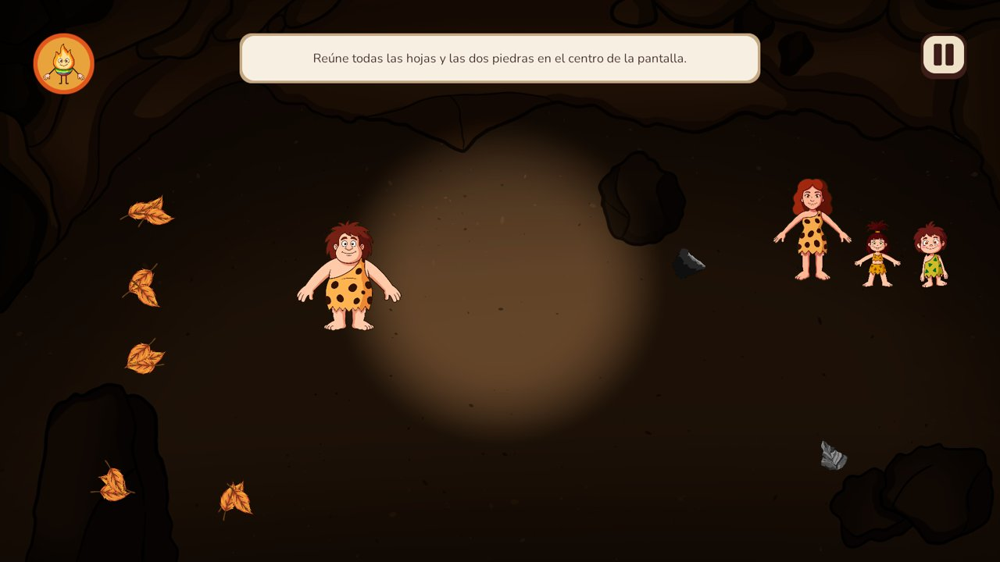 Reúne todas las hojas y las dos piedras en el centro de la pantalla.